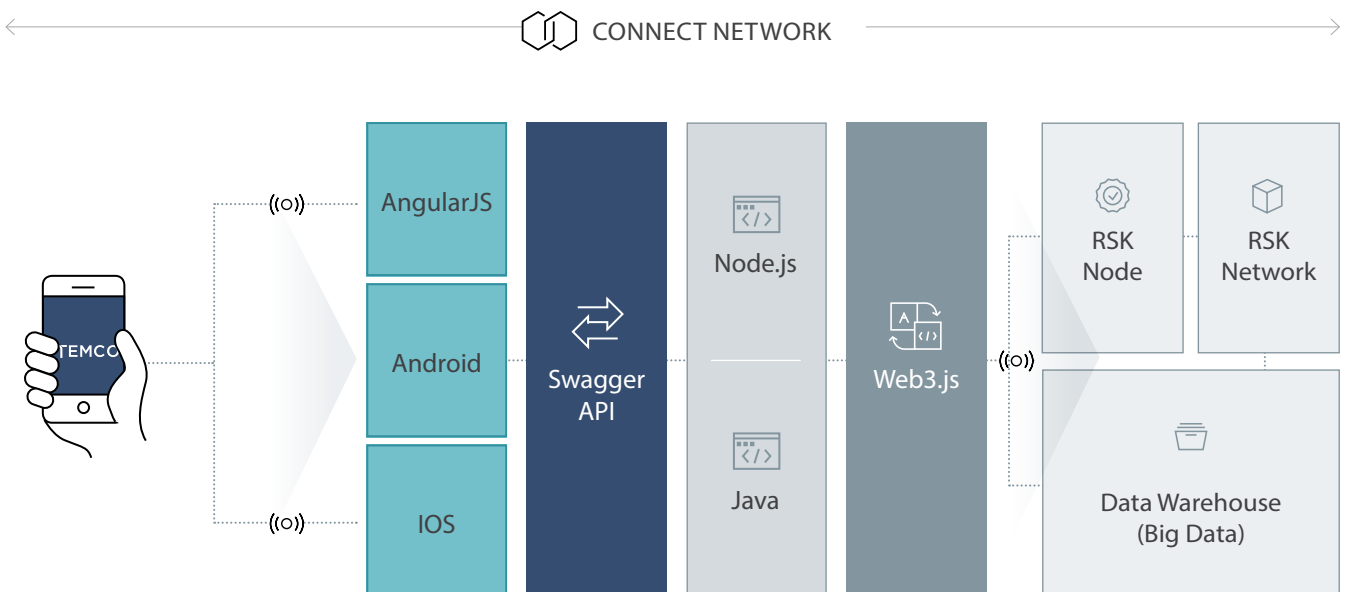 CONNECT NETWORK
TEMCO
AngularJS
Android
IOS
Swagger
API
Node.js
Java
Web3.js
RSK
Node
RSK
Network
Data Warehouse
(Big Data)